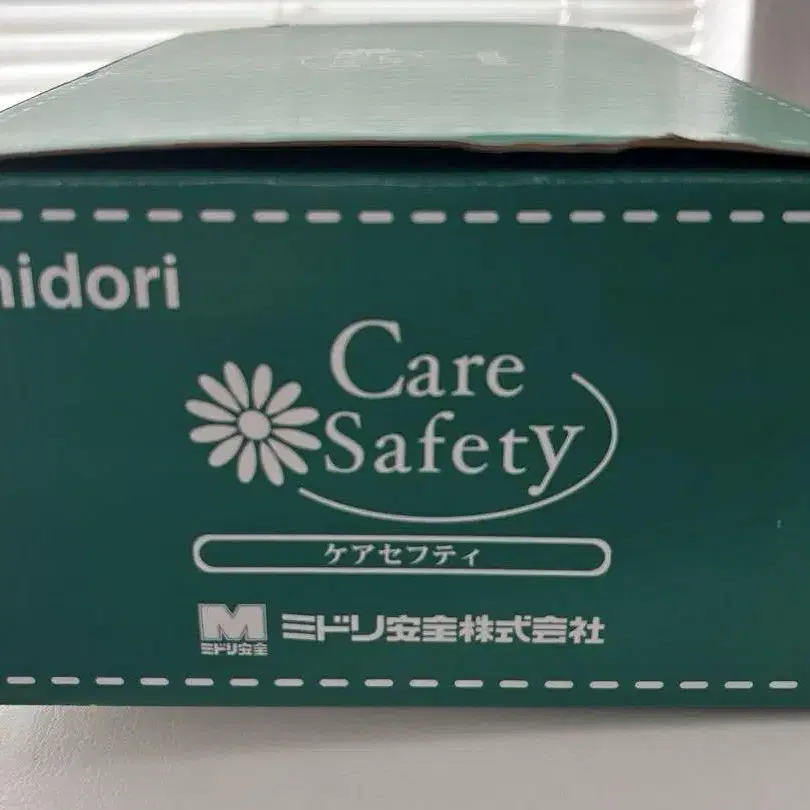 midori
Care
Safety
ケアセフティ
M
ミドリ安全
ミドリ安全株式会社